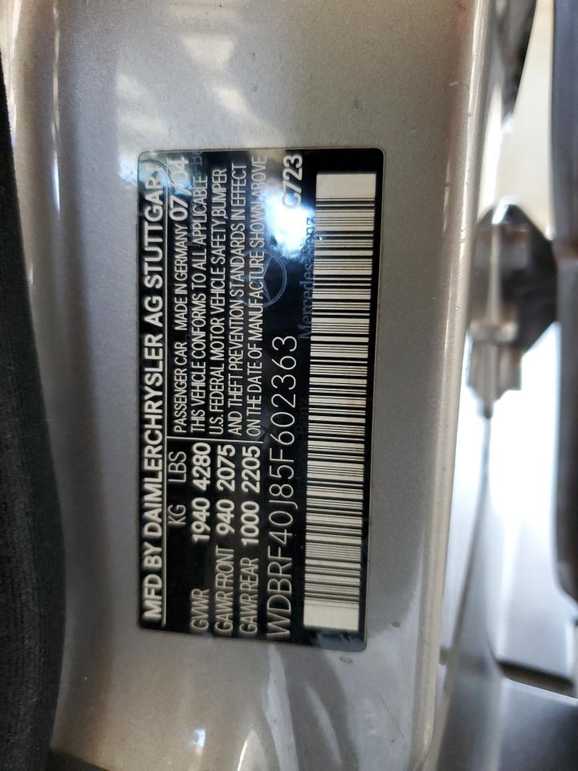 MFD BY DAIMLERCHRYSLER AG STUTTGART
KG LBS
GVWR 1940 4280
GAWR FRONT 940 2075
GAWR REAR 1000 2205
PASSENGER CAR MADE IN GERMANY 07/04
THIS VEHICLE CONFORMS TO ALL APPLICABLE
U.S. FEDERAL MOTOR VEHICLE SAFETY,BUMPER
AND THEFT PREVENTION STANDARDS IN EFFECT
ON THE DATE OF MANUFACTURE SHOWN ABOVE
WDBRF40J85F602363
Mercedes-Benz
C723